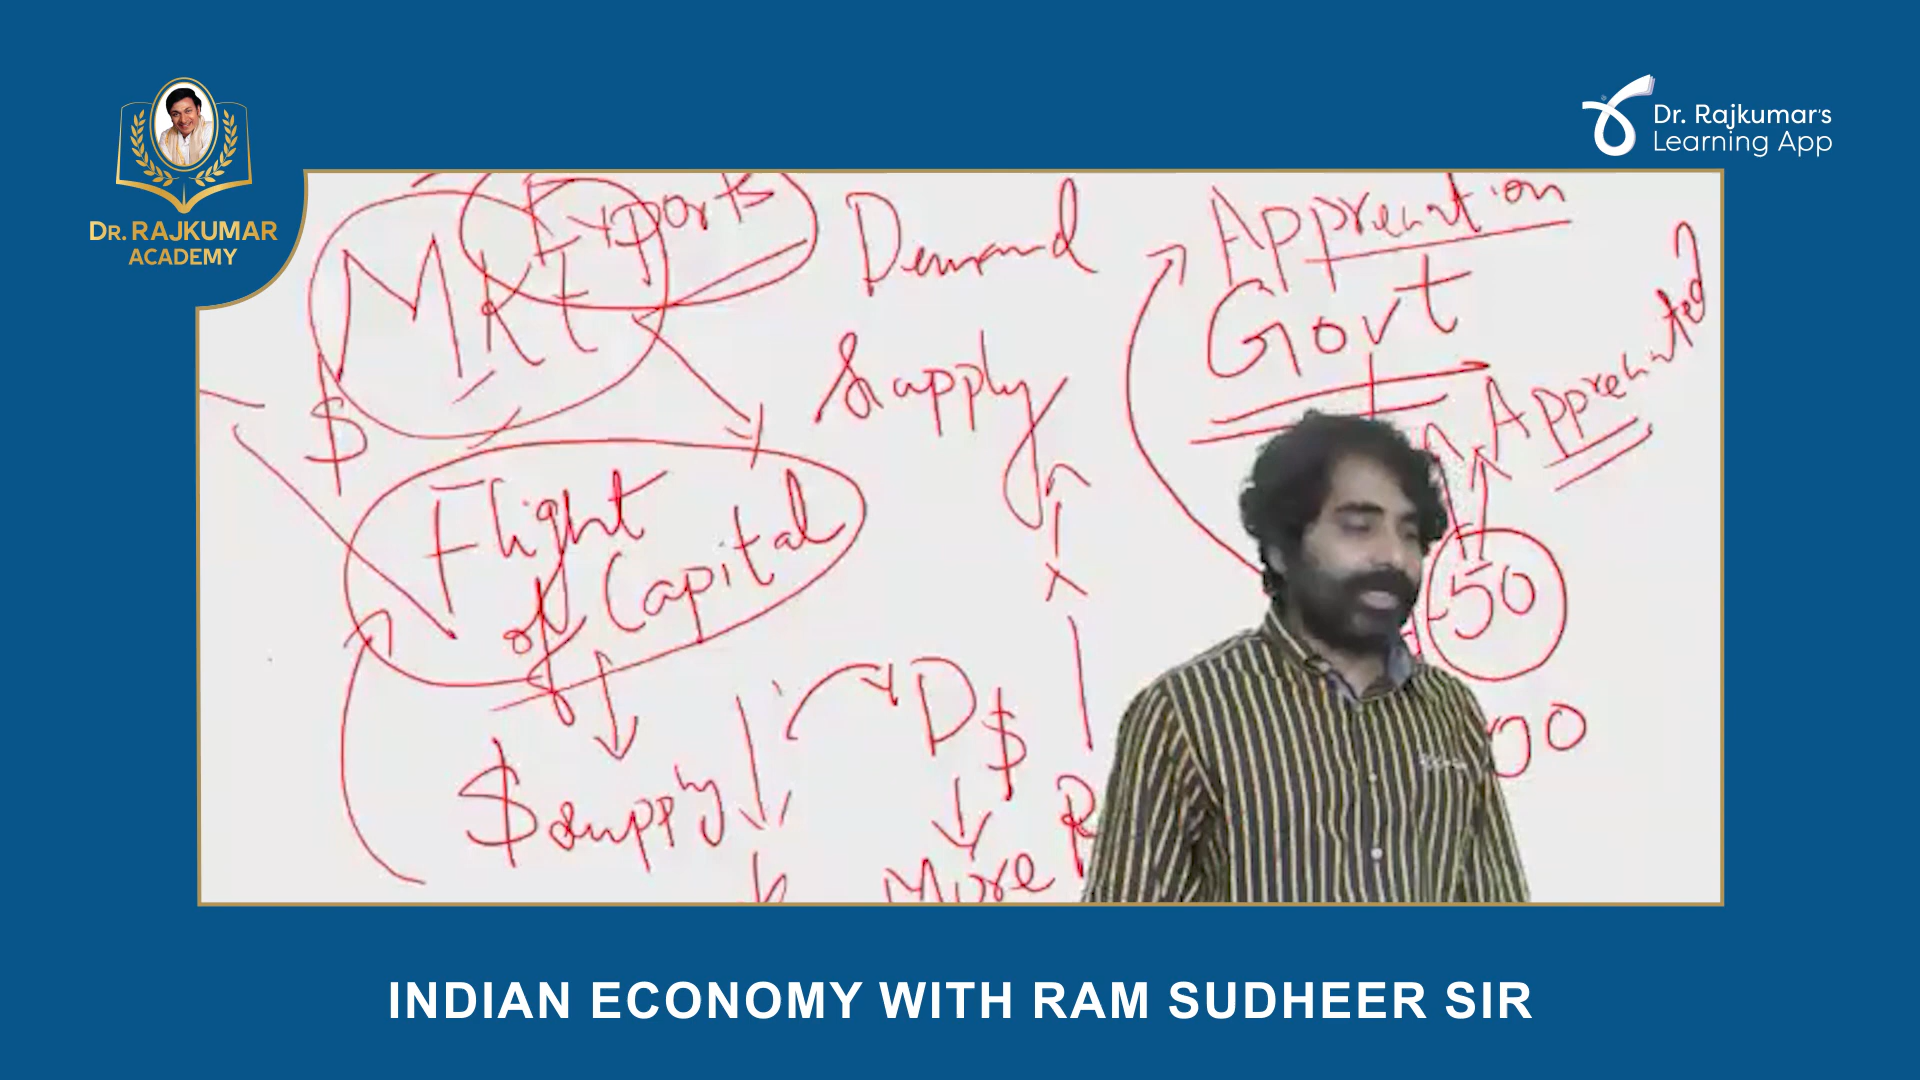 Dr. Rajkumar's
Learning App
DR. RAJKUMAR
ACADEMY
Exports
MKt
$
Demand
Supply
Appreciation
Govt
Appreciated
Flight
of Capital
50
00
$ supply
D$
More
INDIAN ECONOMY WITH RAM SUDHEER SIR